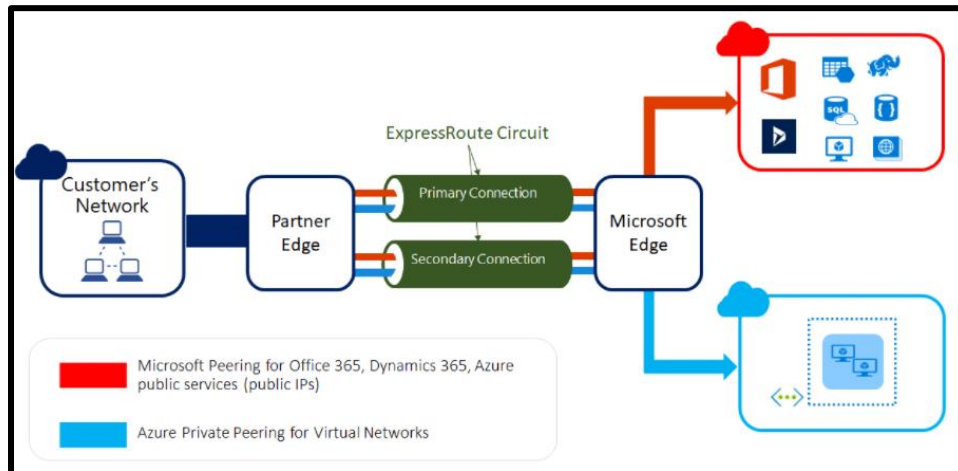 ExpressRoute Circuit
Customer's
Network
Partner
Edge
Primary Connection
Secondary Connection
Microsoft
Edge
SQL
Microsoft Peering for Office 365, Dynamics 365, Azure
public services (public IPs)
Azure Private Peering for Virtual Networks